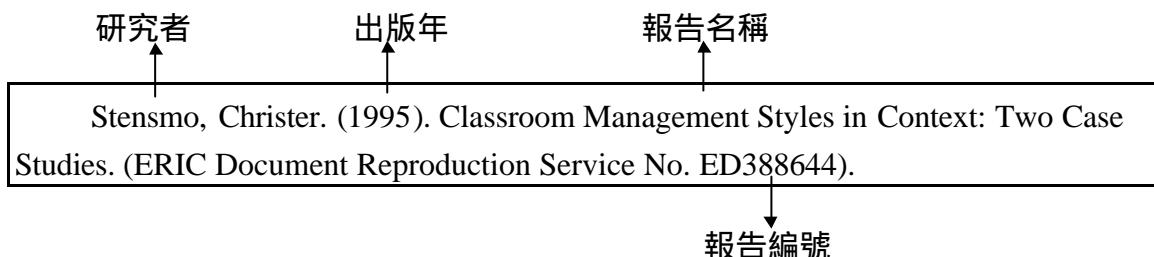 研究者 出版年 報告名稱
Stensmo, Christer. (1995). Classroom Management Styles in Context: Two Case
Studies. (ERIC Document Reproduction Service No. ED388644).
報告編號